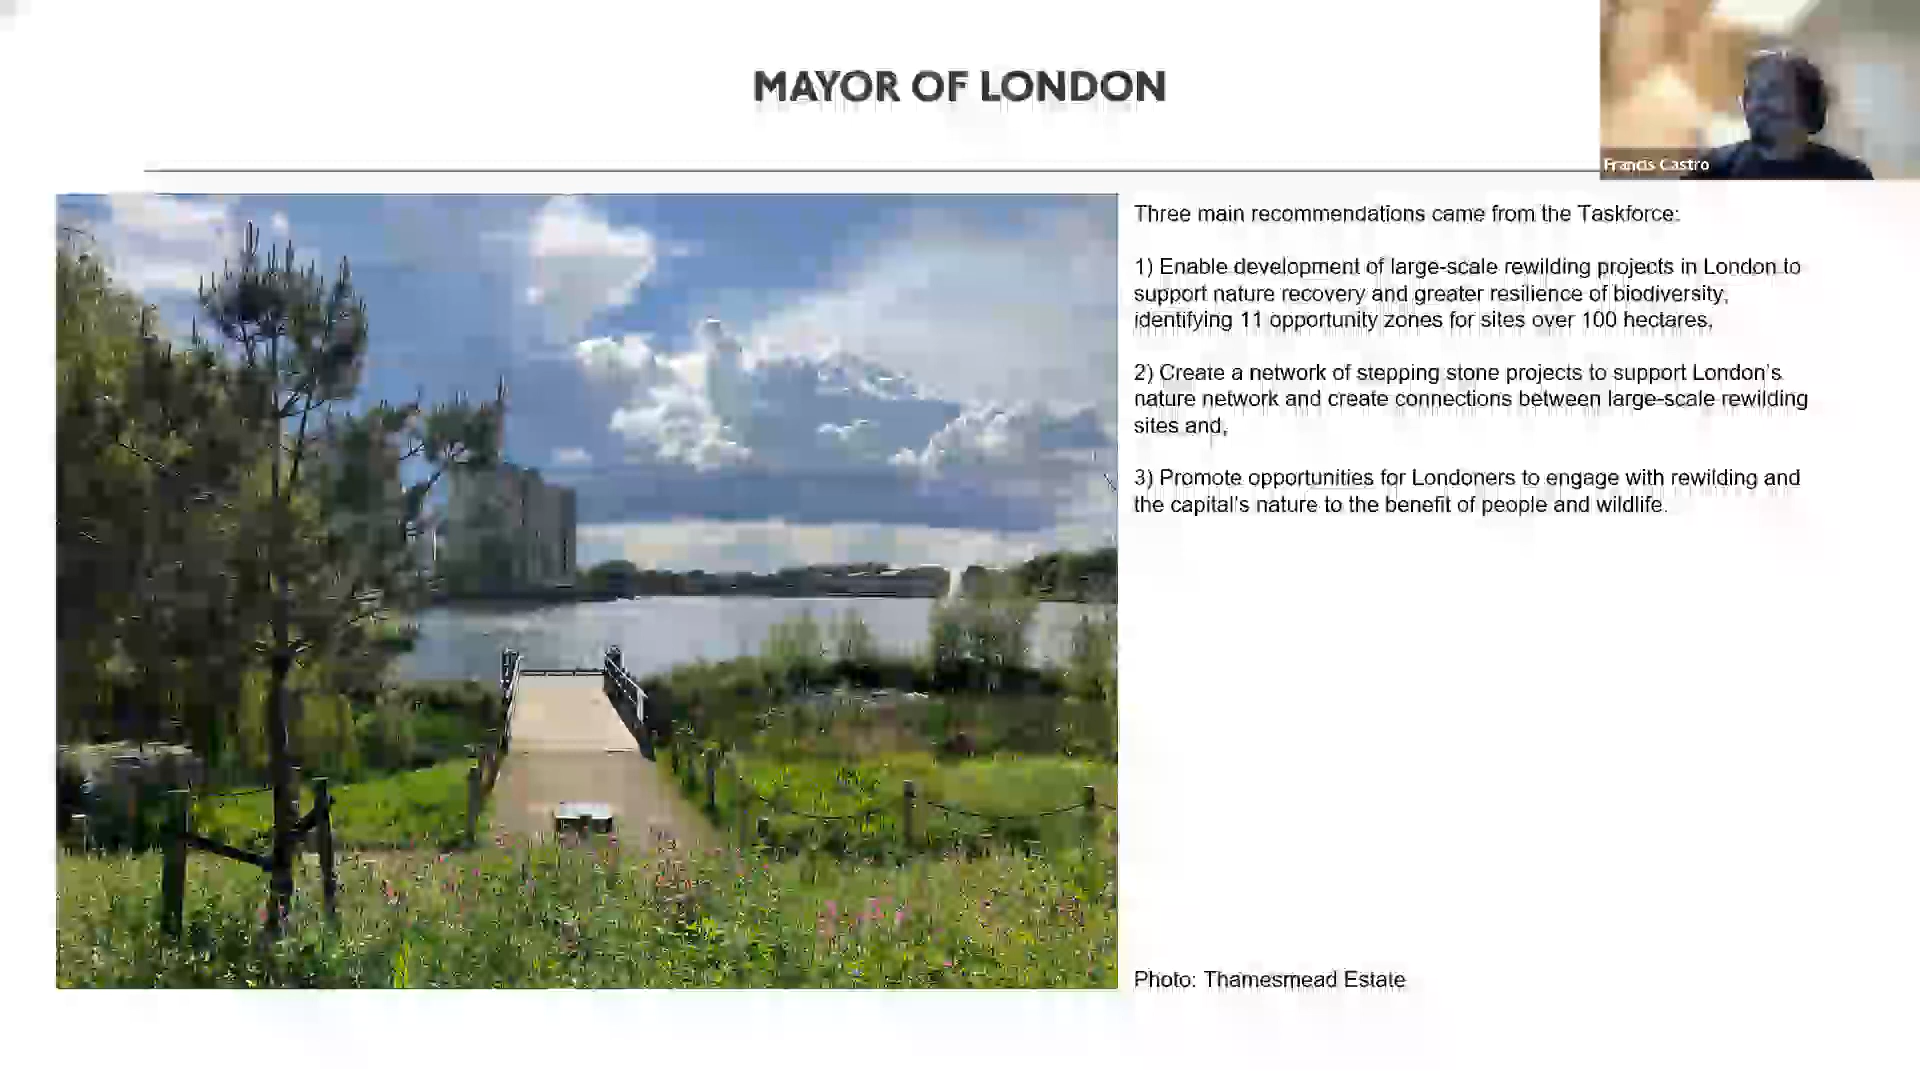 MAYOR OF LONDON
Francis Castro
Three main recommendations came from the Taskforce:
1) Enable development of large-scale rewilding projects in London to
support nature recovery and greater resilience of biodiversity,
identifying 11 opportunity zones for sites over 100 hectares.
2) Create a network of stepping stone projects to support London's
nature network and create connections between large-scale rewilding
sites and,
3) Promote opportunities for Londoners to engage with rewilding and
the capital's nature to the benefit of people and wildlife.
Photo: Thamesmead Estate